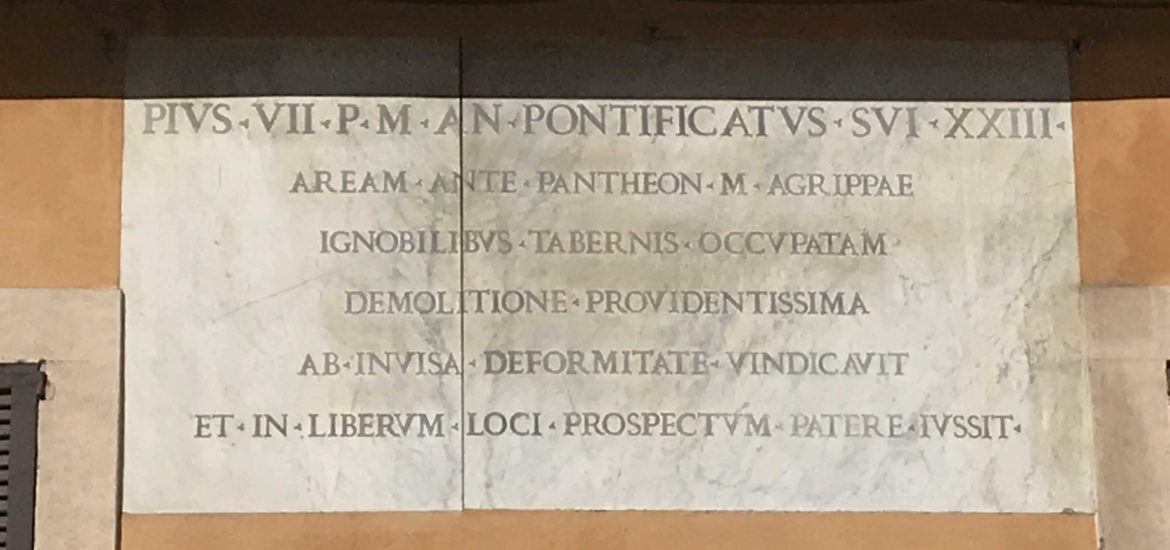 PIVS · VII · P · M · AN · PONTIFICATVS · SVI · XXIII ·
AREAM · ANTE · PANTHEON · M · AGRIPPAE
IGNOBILIBVS · TABERNIS · OCCVPATAM
DEMOLITIONE · PROVIDENTISSIMA
AB · INVISA · DEFORMITATE · VINDICAVIT
ET · IN · LIBERVM · LOCI · PROSPECTVM · PATERE · IVSSIT ·